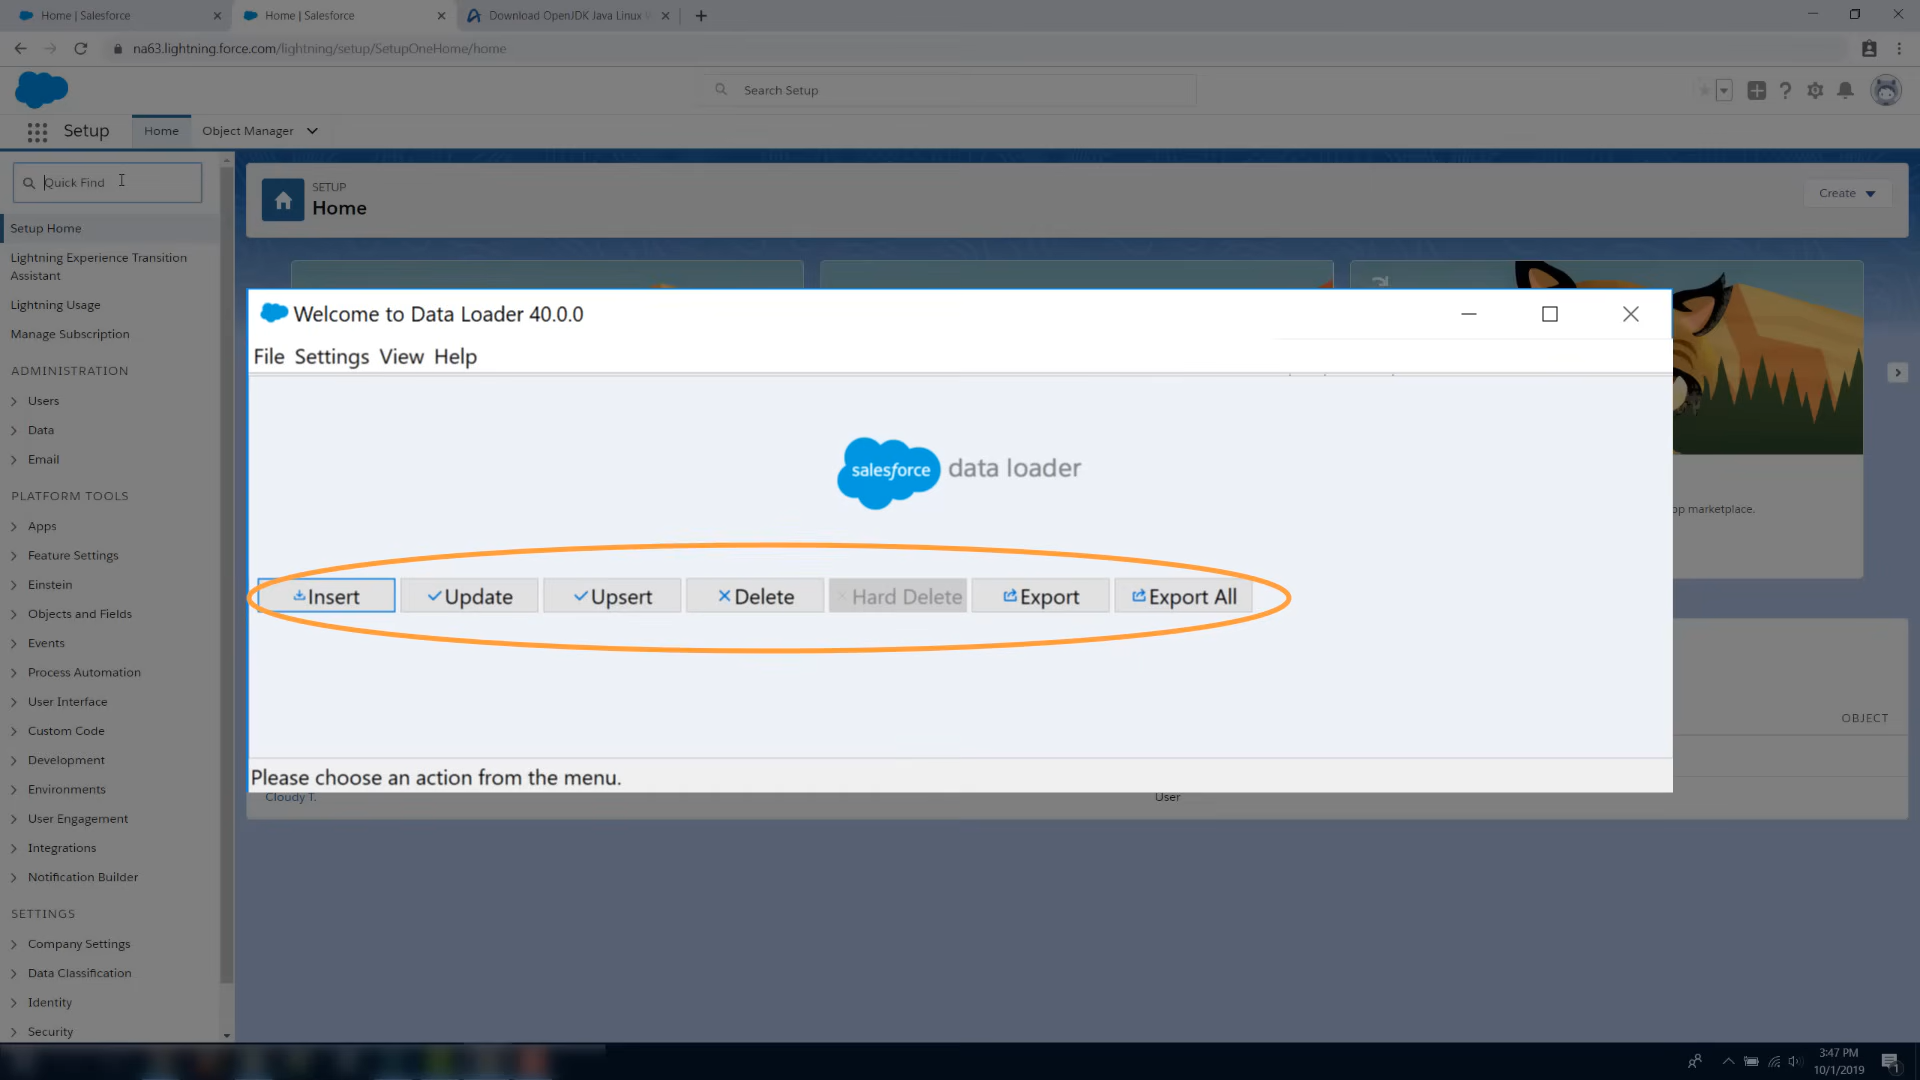 Home | Salesforce
Home | Salesforce
Download OpenJDK Java Linux
na63.lightning.force.com/lightning/setup/SetupOneHome/home
Search Setup
Setup
Home
Object Manager
Quick Find
SETUP
Home
Create
Setup Home
Lightning Experience Transition
Assistant
Lightning Usage
Manage Subscription
ADMINISTRATION
Users
Data
Email
PLATFORM TOOLS
Apps
Feature Settings
Einstein
Objects and Fields
Events
Process Automation
User Interface
Custom Code
Development
Environments
User Engagement
Integrations
Notification Builder
SETTINGS
Company Settings
Data Classification
Identity
Security
Welcome to Data Loader 40.0.0
File Settings View Help
salesforce data loader
Insert
Update
Upsert
Delete
Hard Delete
Export
Export All
Please choose an action from the menu.
marketplace.
OBJECT
Cloudy T.
User
3:47 PM
10/1/2019
1